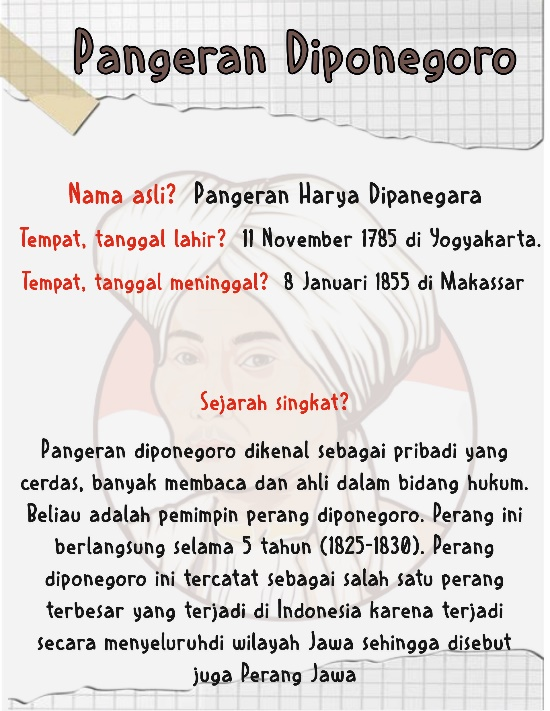 Pangeran Diponegoro
Nama asli? Pangeran Harya Dipanegara
Tempat, tanggal lahir? 11 November 1785 di Yogyakarta.
Tempat, tanggal meninggal? 8 Januari 1855 di Makassar
Sejarah singkat?
Pangeran diponegoro dikenal sebagai pribadi yang
cerdas, banyak membaca dan ahli dalam bidang hukum.
Beliau adalah pemimpin perang diponegoro. Perang ini
berlangsung selama 5 tahun (1825-1830). Perang
diponegoro ini tercatat sebagai salah satu perang
terbesar yang terjadi di Indonesia karena terjadi
secara menyeluruhdi wilayah Jawa sehingga disebut
juga Perang Jawa